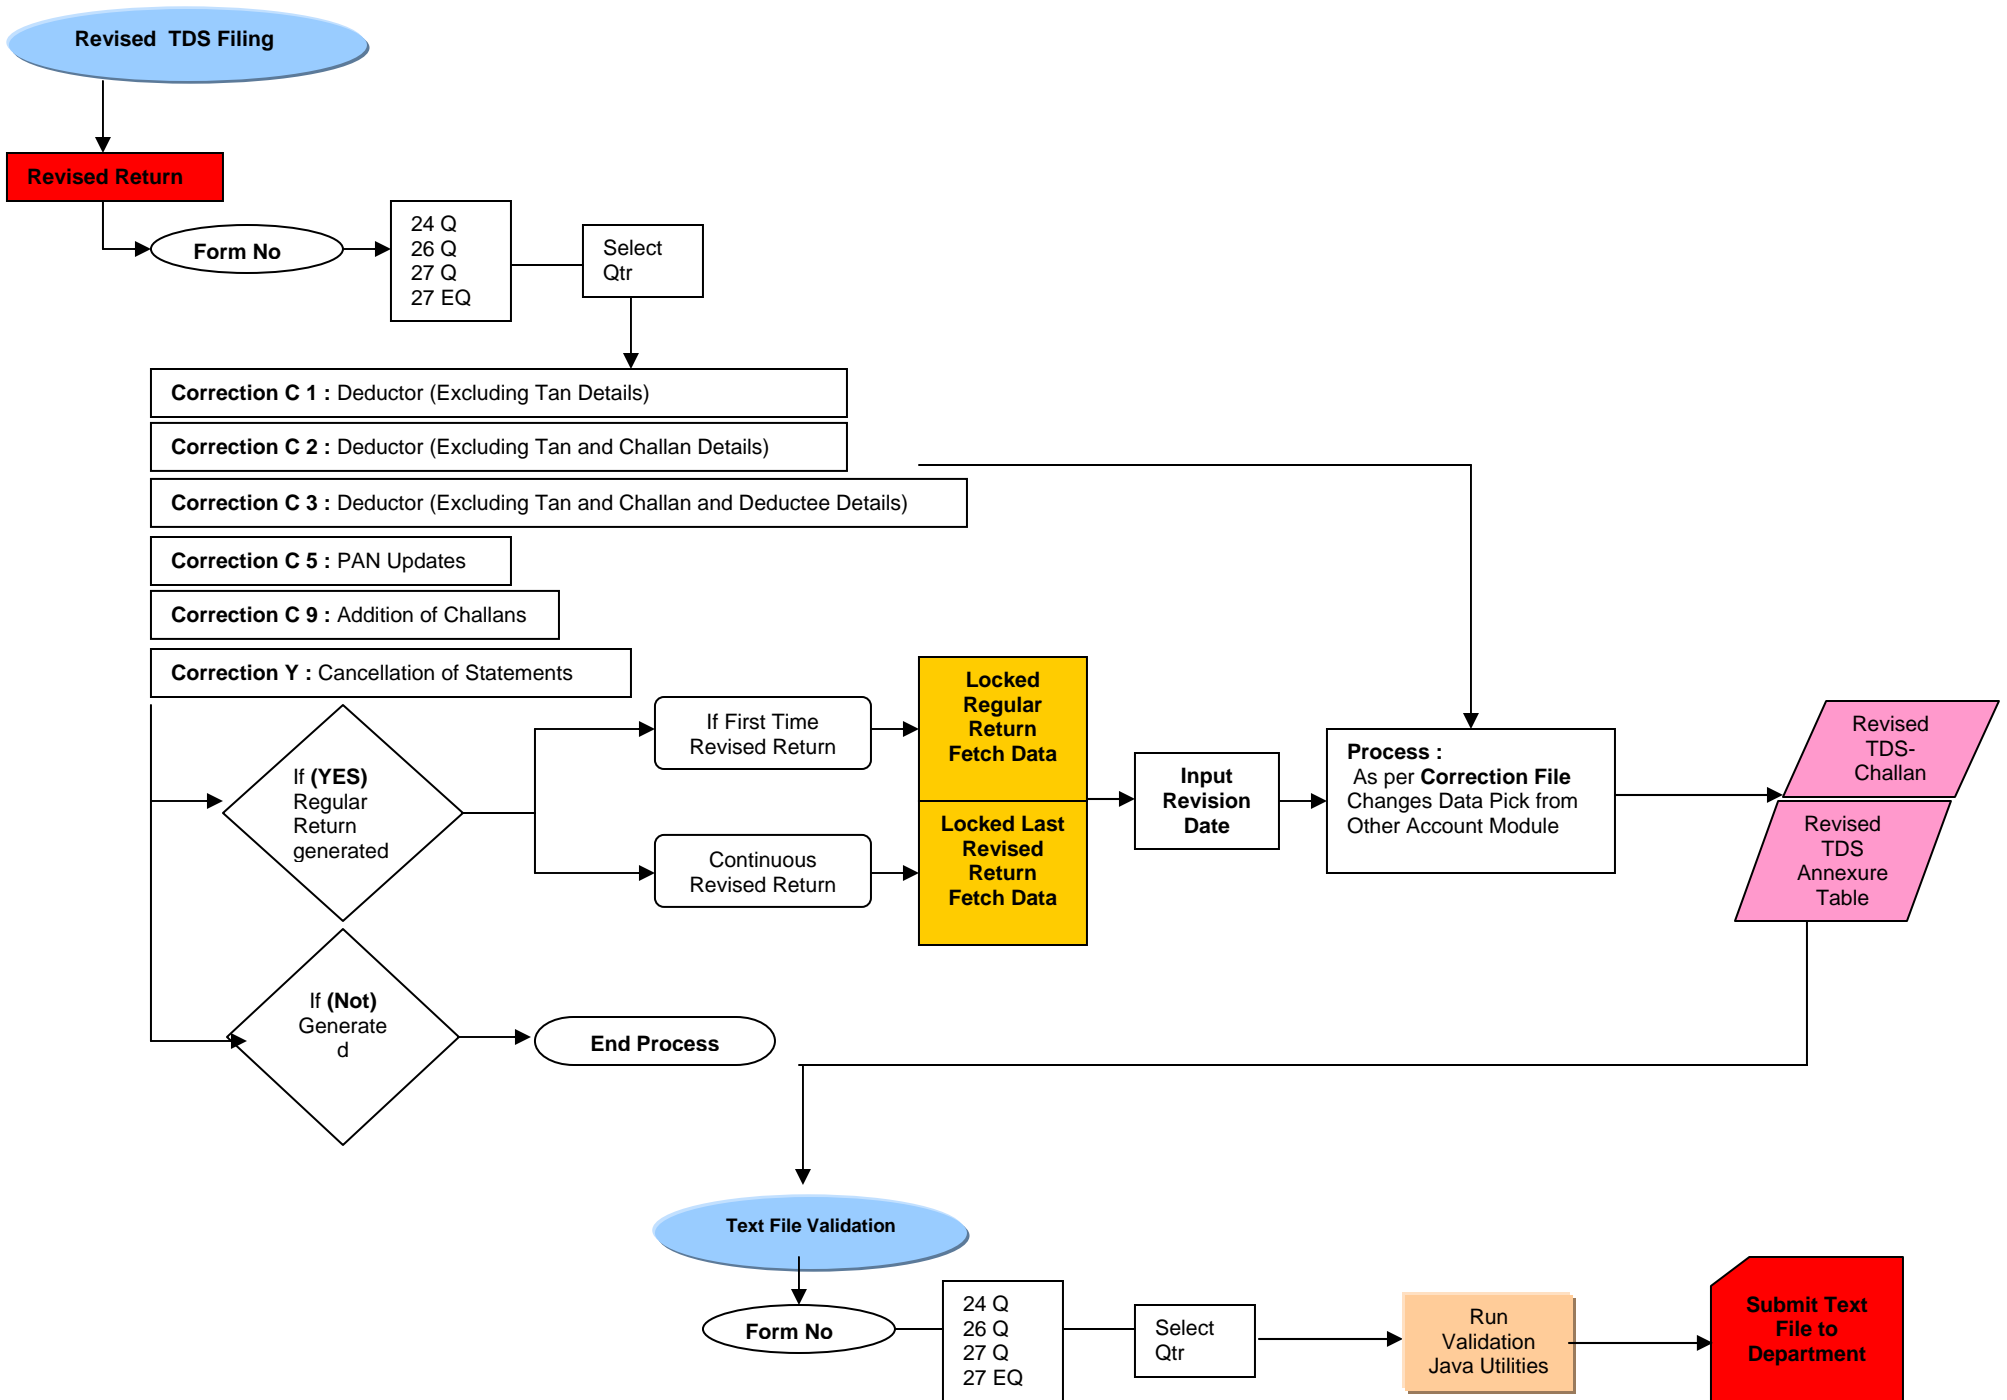 Revised TDS Filing
Revised Return
Form No
24 Q
26 Q
27 Q
27 EQ
Select
Qtr
Correction C 1 : Deductor (Excluding Tan Details)
Correction C 2 : Deductor (Excluding Tan and Challan Details)
Correction C 3 : Deductor (Excluding Tan and Challan and Deductee Details)
Correction C 5 : PAN Updates
Correction C 9 : Addition of Challans
Correction Y : Cancellation of Statements
If (YES)
Regular
Return
generated
If First Time
Revised Return
Continuous
Revised Return
Locked
Regular
Return
Fetch Data
Locked Last
Revised
Return
Fetch Data
Input
Revision
Date
Process :
As per Correction File
Changes Data Pick from
Other Account Module
Revised
TDS-
Challan
Revised
TDS
Annexure
Table
If (Not)
Generate
d
End Process
Text File Validation
Form No
24 Q
26 Q
27 Q
27 EQ
Select
Qtr
Run
Validation
Java Utilities
Submit Text
File to
Department